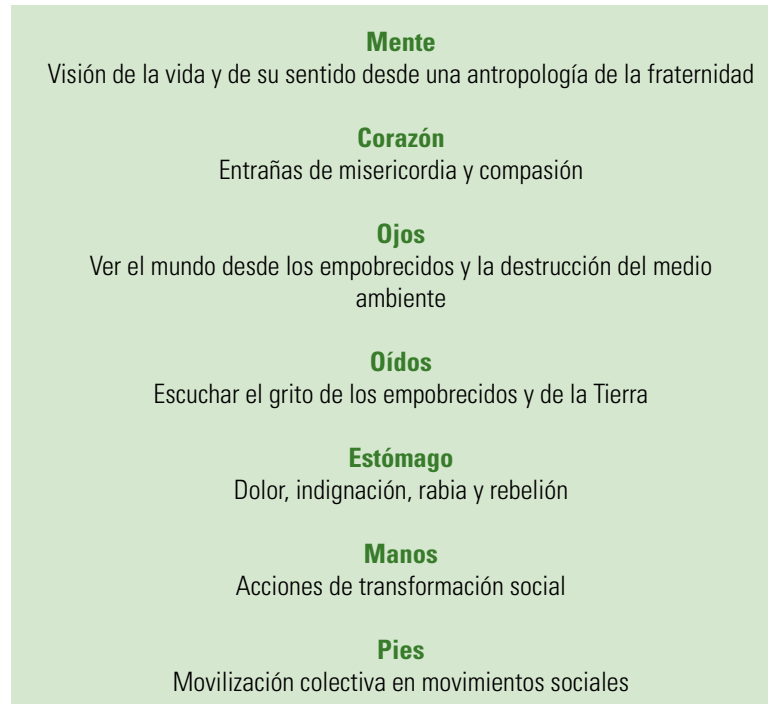 Mente
Visión de la vida y de su sentido desde una antropología de la fraternidad
Corazón
Entrañas de misericordia y compasión
Ojos
Ver el mundo desde los empobrecidos y la destrucción del medio
ambiente
Oídos
Escuchar el grito de los empobrecidos y de la Tierra
Estómago
Dolor, indignación, rabia y rebelión
Manos
Acciones de transformación social
Pies
Movilización colectiva en movimientos sociales